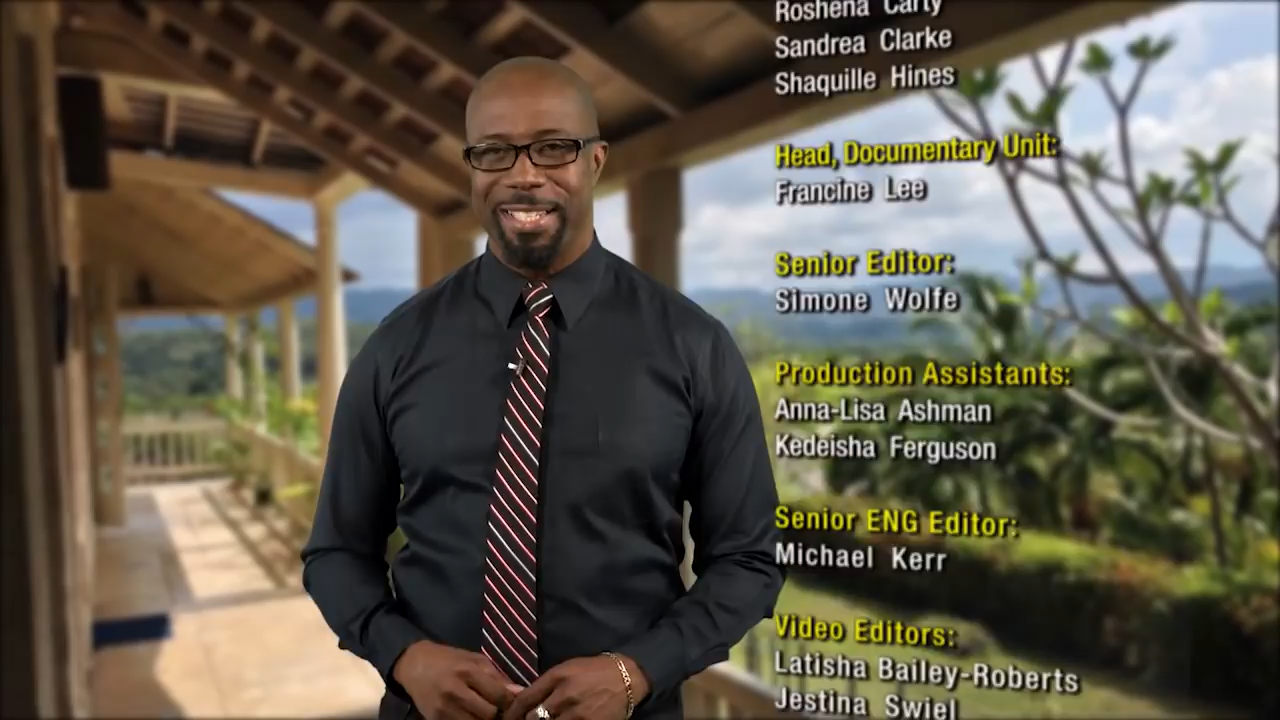 Roshena Carty
Sandrea Clarke
Shaquille Hines
Head, Documentary Unit:
Francine Lee
Senior Editor:
Simone Wolfe
Production Assistants:
Anna-Lisa Ashman
Kedeisha Ferguson
Senior ENG Editor:
Michael Kerr
Video Editors:
Latisha Bailey-Roberts
Jestina Swiel